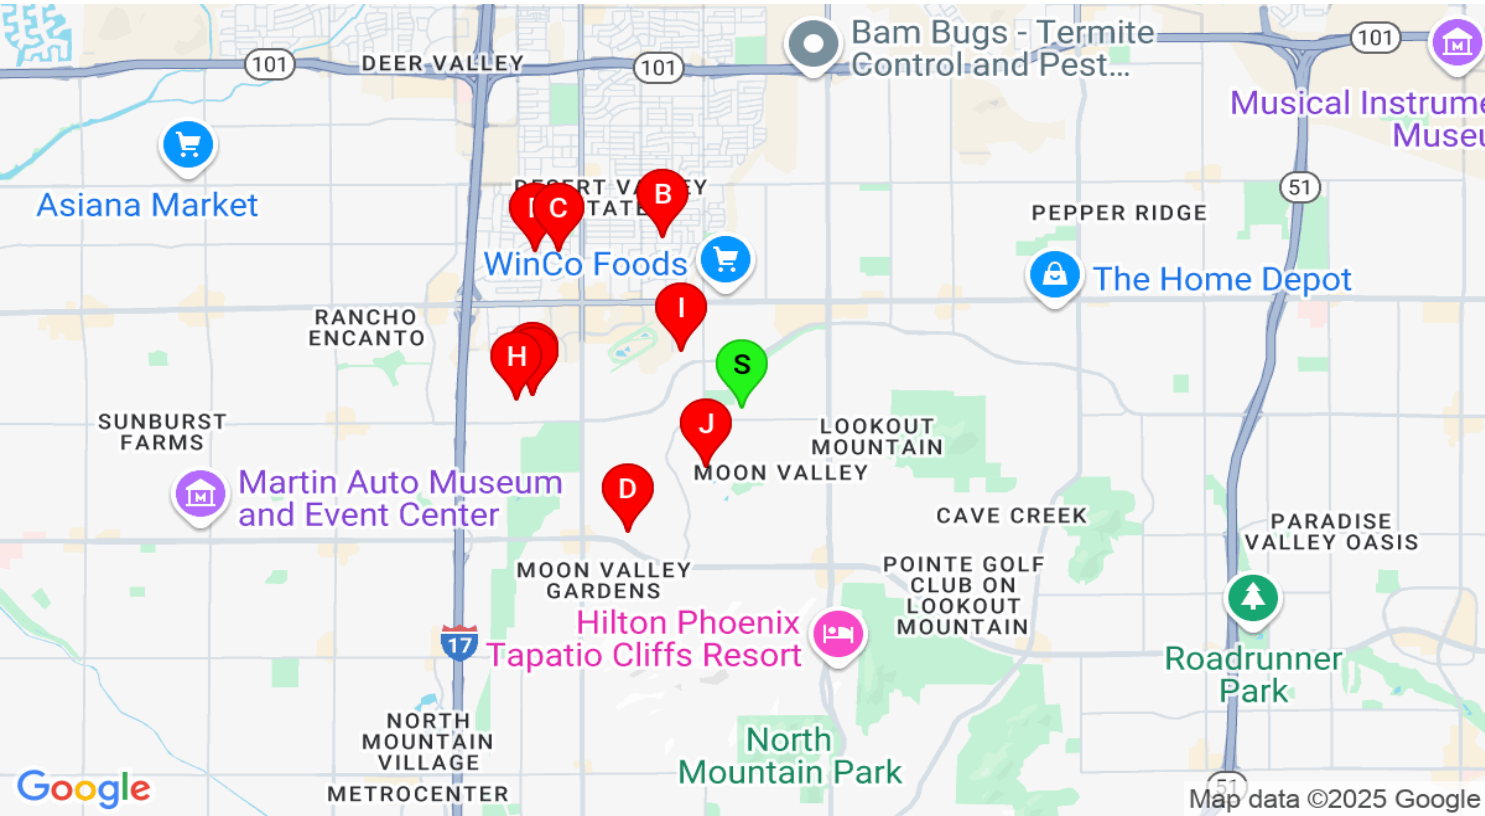 Bam Bugs - Termite
Control and Pest...
101
101
101
DEER VALLEY
Musical Instrume
Museu
Asiana Market
DESERT VALLEY
B
C
51
PEPPER RIDGE
WinCo Foods
The Home Depot
I
RANCHO
ENCANTO
H
S
SUNBURST
FARMS
J
LOOKOUT
MOUNTAIN
MOON VALLEY
Martin Auto Museum
and Event Center
D
CAVE CREEK
PARADISE
VALLEY OASIS
MOON VALLEY
GARDENS
POINTE GOLF
CLUB ON
LOOKOUT
MOUNTAIN
Hilton Phoenix
Tapatio Cliffs Resort
17
Roadrunner
Park
NORTH
MOUNTAIN
VILLAGE
METROCENTER
North
Mountain Park
Google
51
Map data ©2025 Google